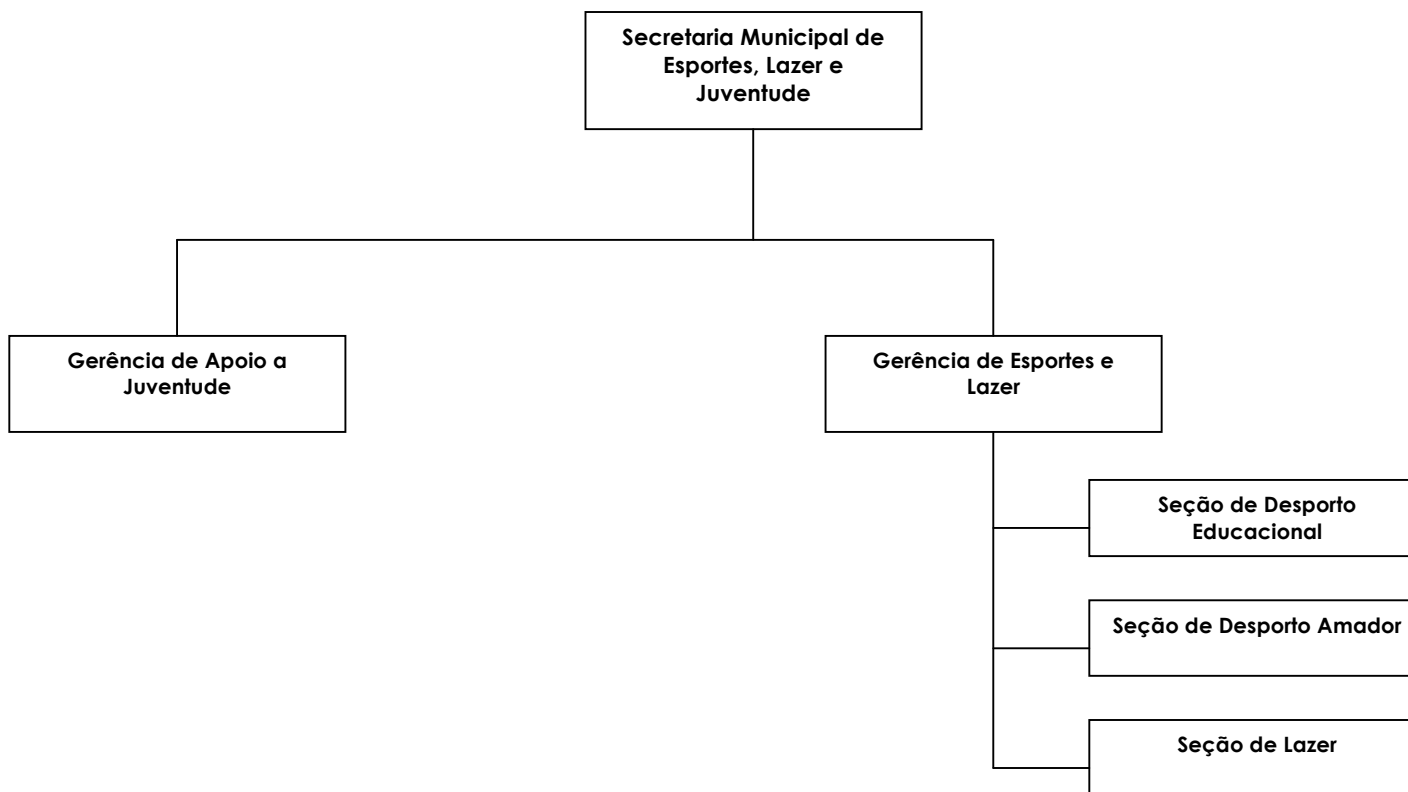 Secretaria Municipal de
Esportes, Lazer e
Juventude
Gerência de Apoio a
Juventude
Gerência de Esportes e
Lazer
Seção de Desporto
Educacional
Seção de Desporto Amador
Seção de Lazer